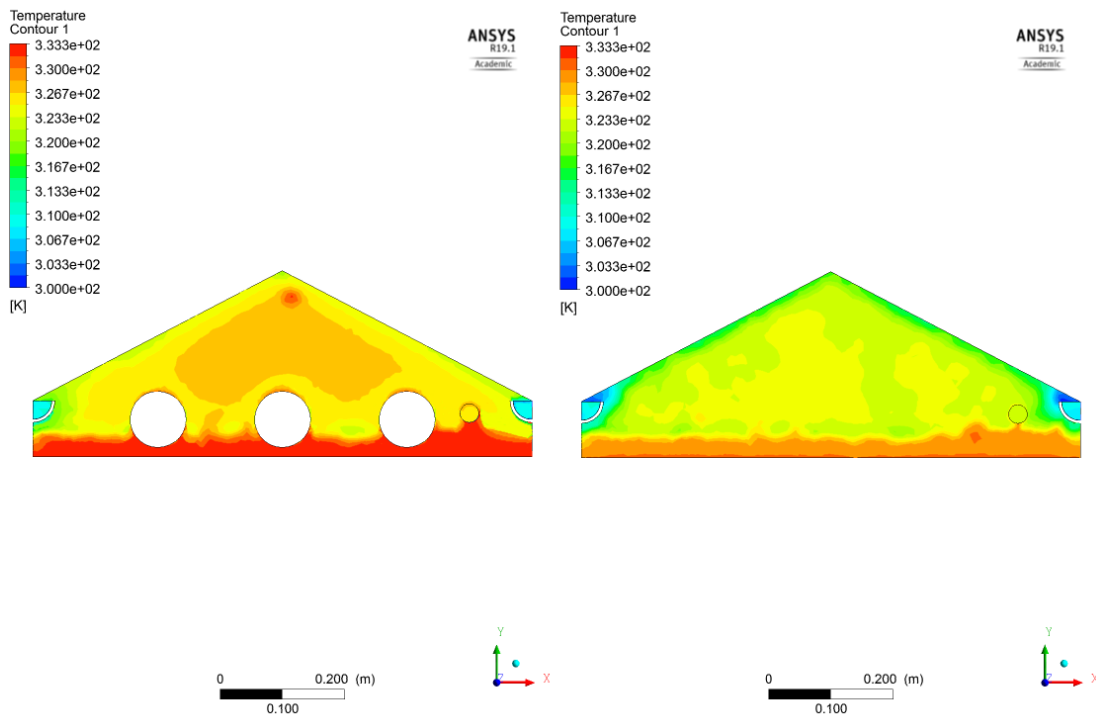 Temperature
Contour 1
3.333e+02
3.300e+02
3.267e+02
3.233e+02
3.200e+02
3.167e+02
3.133e+02
3.100e+02
3.067e+02
3.033e+02
3.000e+02
[K]
ANSYS
R19.1
Academic
0 0.200 (m)
0.100
Y
Z
X
Temperature
Contour 1
3.333e+02
3.300e+02
3.267e+02
3.233e+02
3.200e+02
3.167e+02
3.133e+02
3.100e+02
3.067e+02
3.033e+02
3.000e+02
[K]
ANSYS
R19.1
Academic
0 0.200 (m)
0.100
Y
Z
X